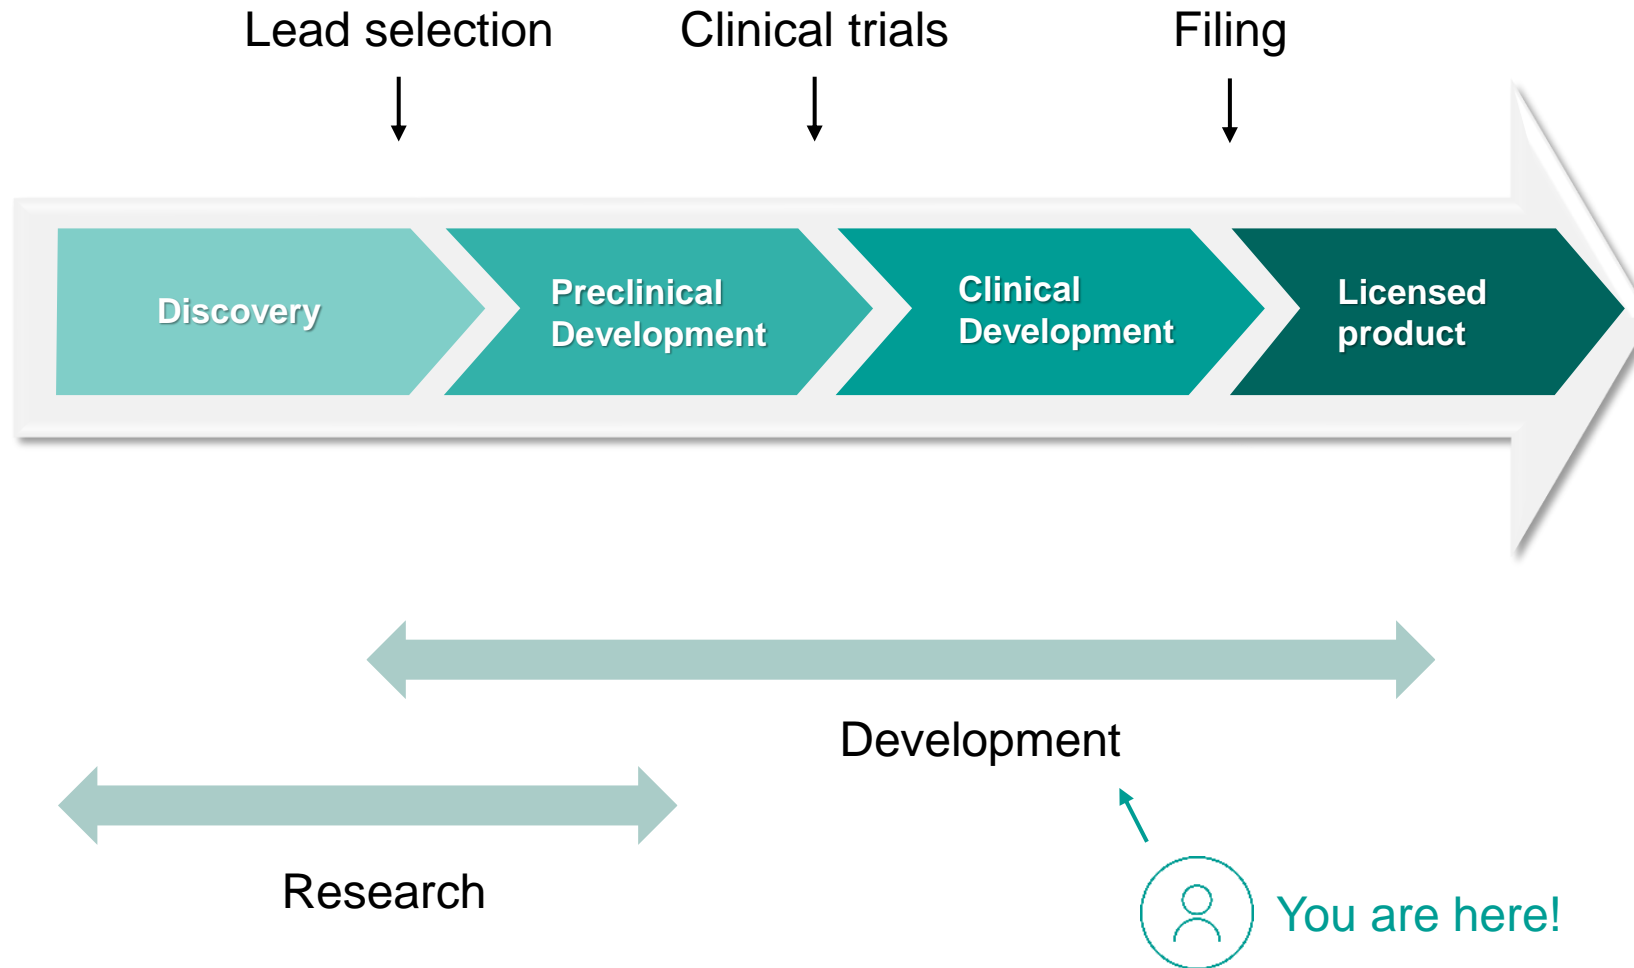 Lead selection
Clinical trials
Filing
Discovery
Preclinical
Development
Clinical
Development
Licensed
product
Development
Research
You are here!